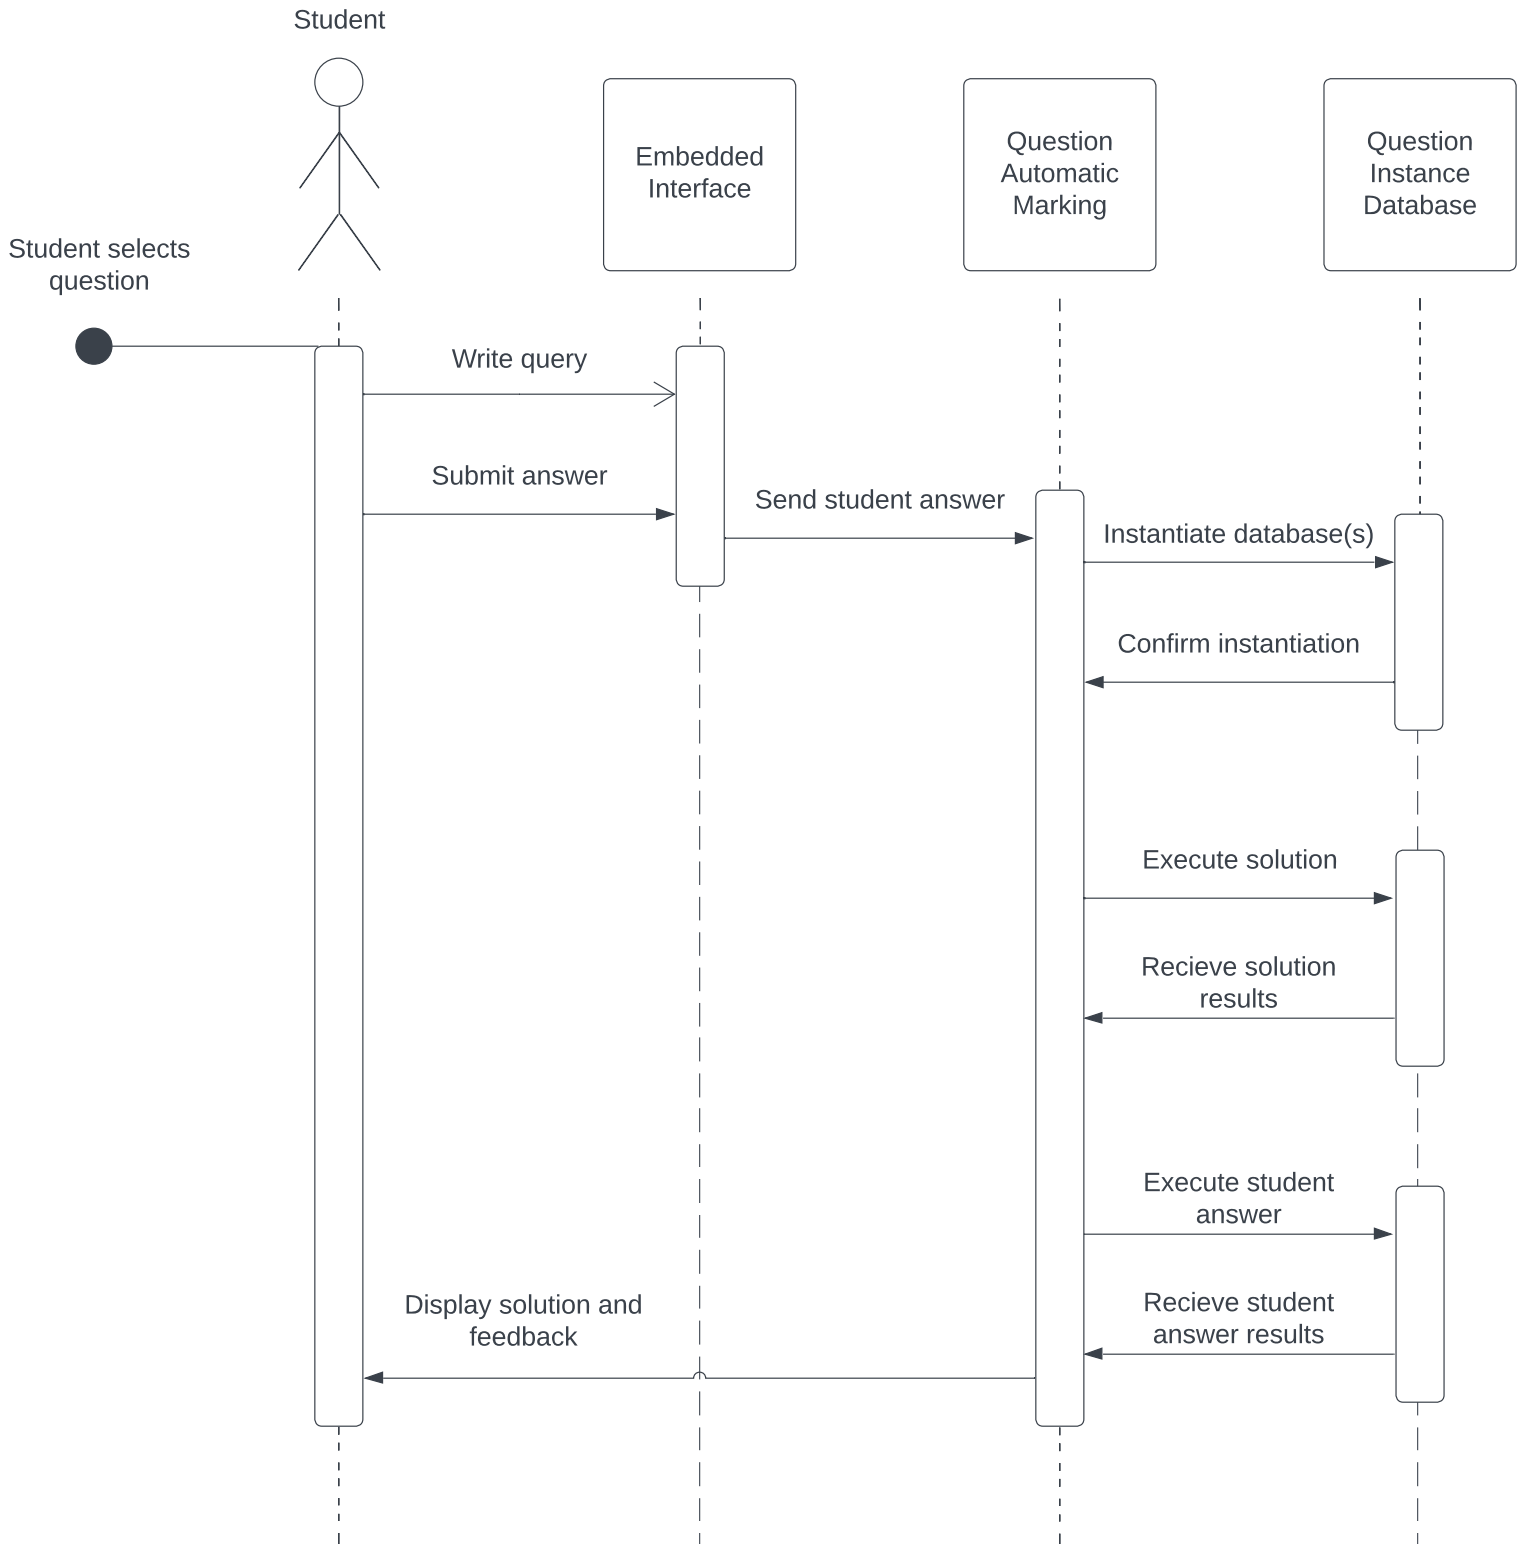 Student
Embedded
Interface
Question
Automatic
Marking
Question
Instance
Database
Student selects
question
Write query
Submit answer
Send student answer
Instantiate database(s)
Confirm instantiation
Execute solution
Recieve solution
results
Execute student
answer
Display solution and
feedback
Recieve student
answer results